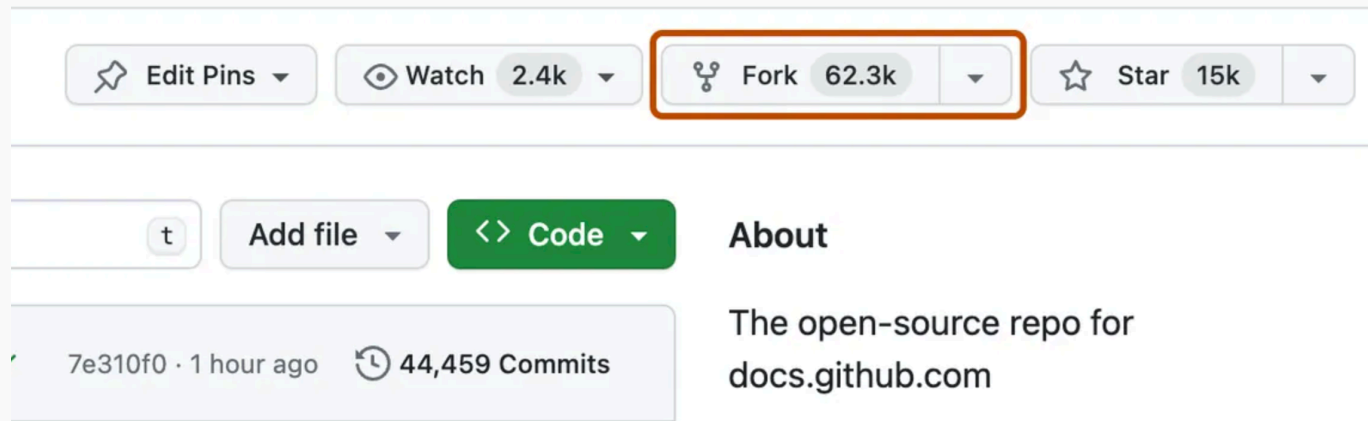 Edit Pins Watch 2.4k Fork 62.3k Star 15k
t Add file <> Code About
The open-source repo for
7e310f0 · 1 hour ago 44,459 Commits
docs.github.com